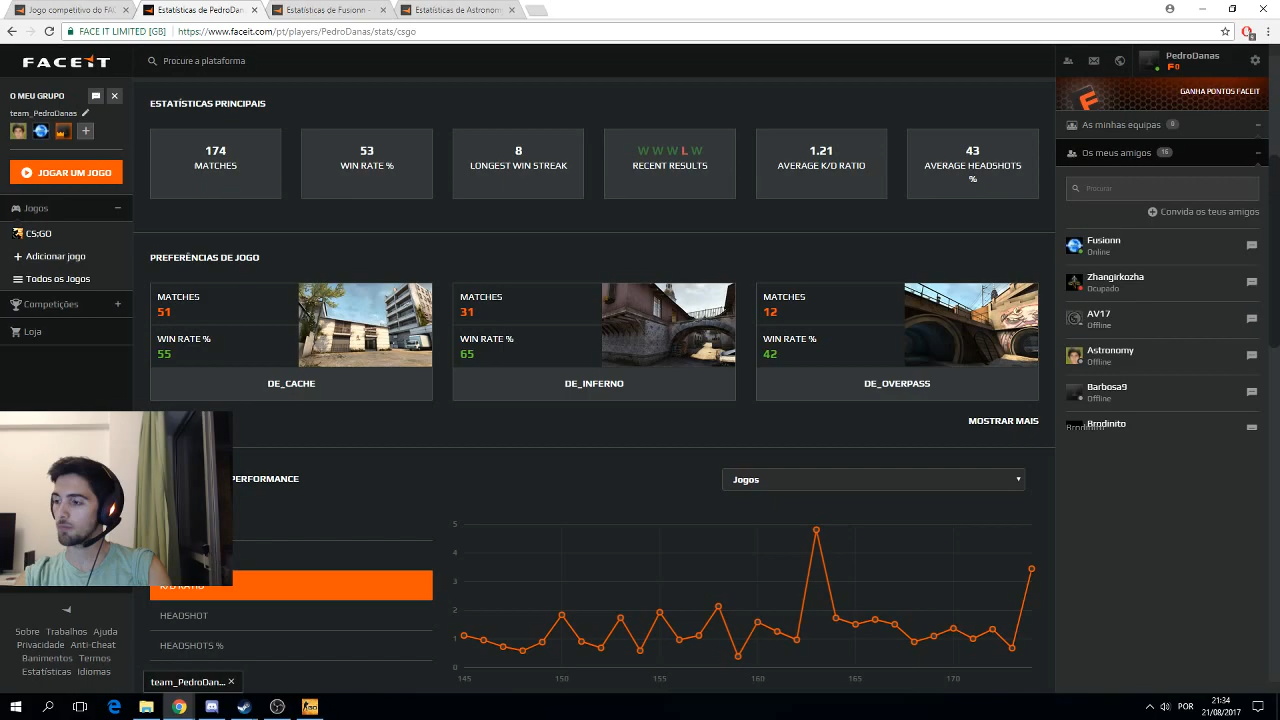 Jogo competitivo do FAC
Estatísticas de PedroDan
Estatísticas de Fusionn -
Estatísticas de Astronom
FACE IT LIMITED [GB]
https://www.faceit.com/pt/players/PedroDanas/stats/csgo
FACEIT
Procure a plataforma
PedroDanas
0
O MEU GRUPO
team_PedroDanas
JOGAR UM JOGO
Jogos
CS:GO
Adicionar jogo
Todos os Jogos
Competições
Loja
ESTATÍSTICAS PRINCIPAIS
174
MATCHES
53
WIN RATE %
8
LONGEST WIN STREAK
W W W L W
RECENT RESULTS
1.21
AVERAGE K/D RATIO
43
AVERAGE HEADSHOTS
%
PREFERÊNCIAS DE JOGO
MATCHES
51
WIN RATE %
55
DE_CACHE
MATCHES
31
WIN RATE %
65
DE_INFERNO
MATCHES
12
WIN RATE %
42
DE_OVERPASS
MOSTRAR MAIS
PERFORMANCE
Jogos
K/D RATIO
HEADSHOT
HEADSHOTS %
5
4
3
2
1
0
145
150
155
160
165
170
GANHA PONTOS FACEIT
As minhas equipas 0
Os meus amigos 16
Procurar
Convida os teus amigos
Fusionn
Online
Zhangirkozha
Ocupado
AV17
Offline
Astronomy
Offline
Barbosa9
Offline
Brndinito
Sobre Trabalhos Ajuda
Privacidade Anti-Cheat
Banimentos Termos
Estatísticas Idiomas
team_PedroDan...
POR
21:34
21/08/2017